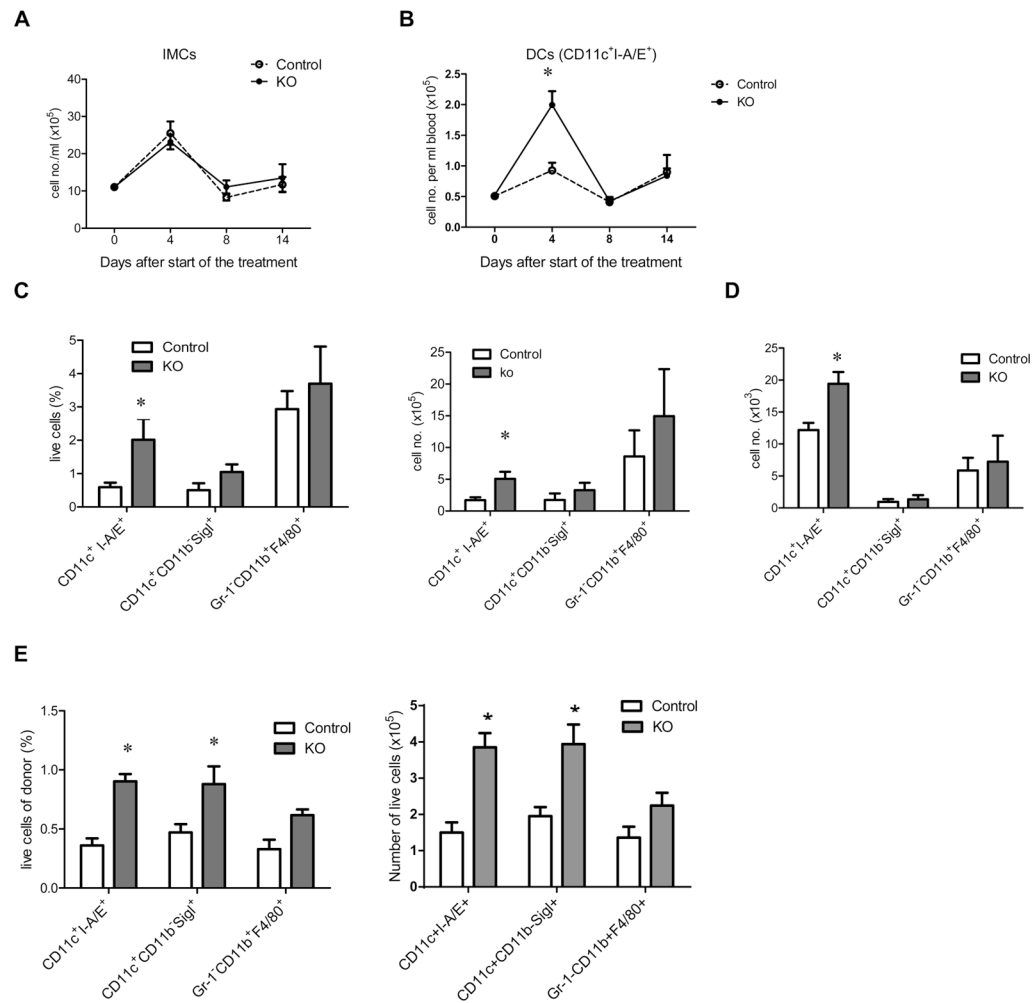 A
IMCs
Control
KO
cell no./ml (x10⁵)
40
30
20
10
0
0 4 8 14
Days after start of the treatment
B
DCs (CD11c⁺I-A/E⁺)
Control
KO
cell no. per ml blood (x10⁵)
2.5
2.0
1.5
1.0
0.5
0.0
*
0 4 8 14
Days after start of the treatment
C
Control
KO
live cells (%)
5
4
3
2
1
0
*
CD11c⁺ I-A/E⁺
CD11c⁺CD11b⁻SigI⁺
Gr-1⁻CD11b⁺F4/80⁺
Control
ko
cell no. (x10⁵)
25
20
15
10
5
0
*
CD11c⁺ I-A/E⁺
CD11c⁺CD11b⁻SigI⁺
Gr-1⁻CD11b⁺F4/80⁺
D
Control
KO
cell no. (x10³)
25
20
15
10
5
0
*
CD11c⁺ I-A/E⁺
CD11c⁺CD11b⁻SigI⁺
Gr-1⁻CD11b⁺F4/80⁺
E
Control
KO
live cells of donor (%)
1.5
1.0
0.5
0.0
* *
CD11c⁺I-A/E⁺
CD11c⁺CD11b⁻SigI⁺
Gr-1⁻CD11b⁺F4/80⁺
Control
KO
Number of live cells (x10⁵)
5
4
3
2
1
0
* *
CD11c+I-A/E+
CD11c+CD11b-SigI+
Gr-1-CD11b+F4/80+